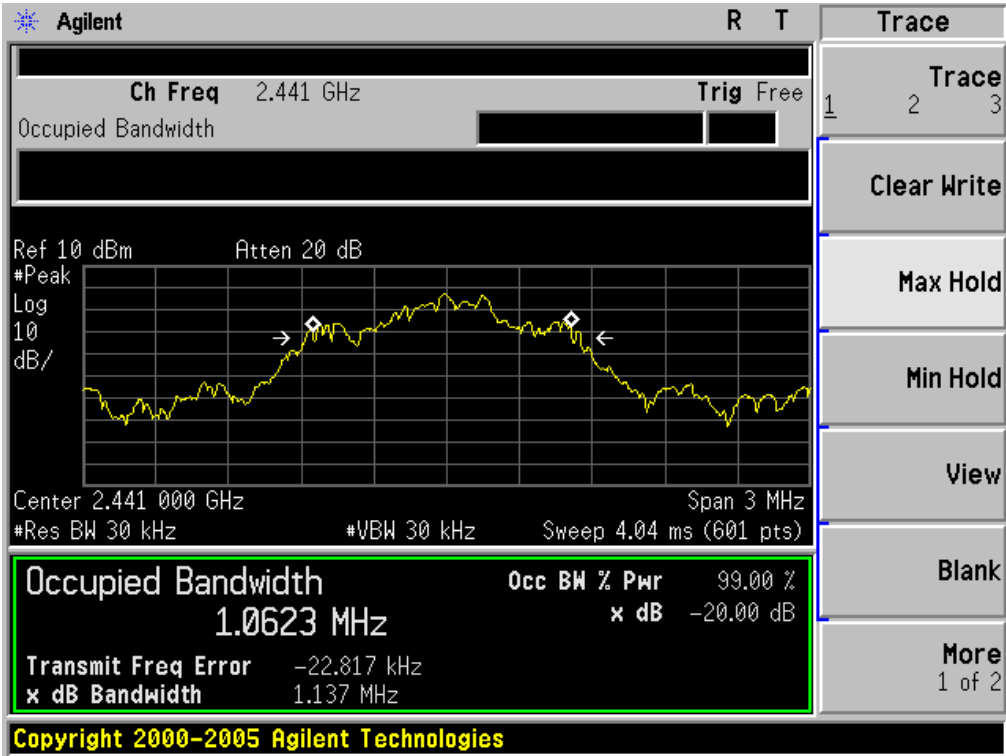 Agilent R T
Ch Freq 2.441 GHz Trig Free
Occupied Bandwidth
Ref 10 dBm Atten 20 dB
#Peak
Log
10
dB/
Center 2.441 000 GHz Span 3 MHz
#Res BW 30 kHz #VBW 30 kHz Sweep 4.04 ms (601 pts)
Occupied Bandwidth Occ BW % Pwr 99.00 %
1.0623 MHz x dB -20.00 dB
Transmit Freq Error -22.817 kHz
x dB Bandwidth 1.137 MHz
Copyright 2000-2005 Agilent Technologies
Trace
Trace
1 2 3
Clear Write
Max Hold
Min Hold
View
Blank
More
1 of 2